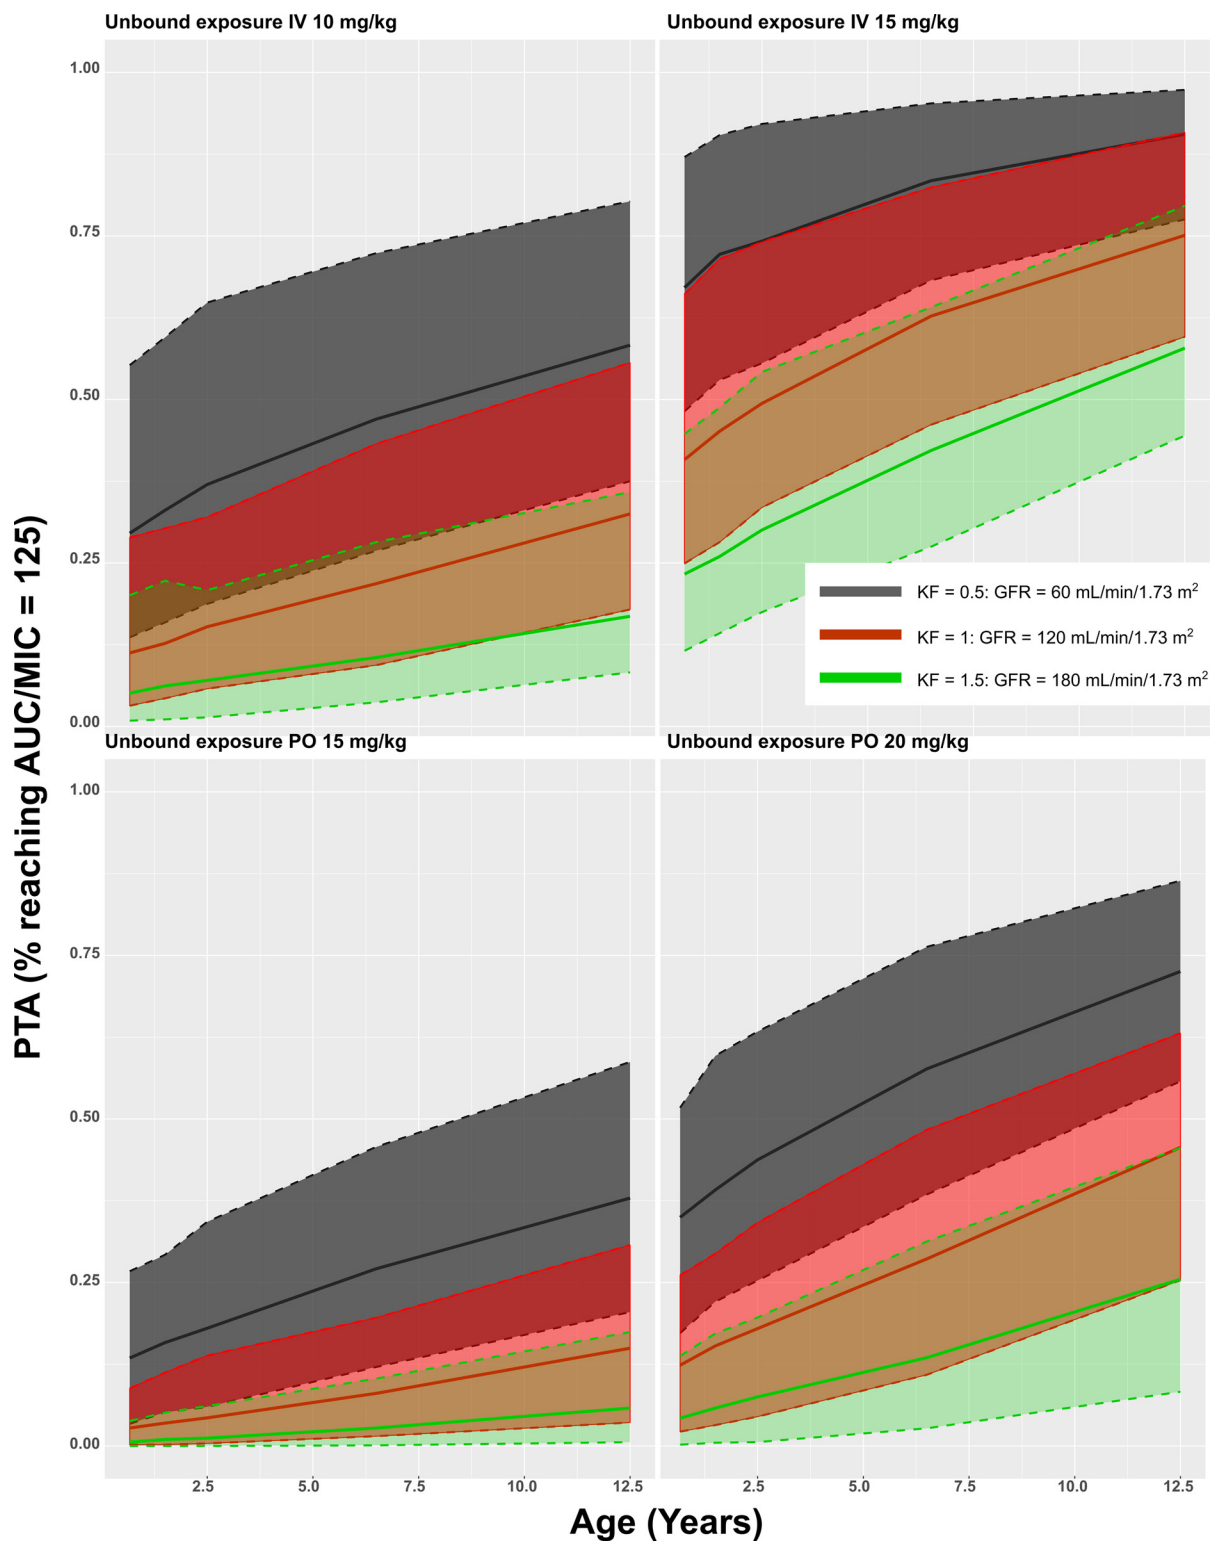 Unbound exposure IV 10 mg/kg
Unbound exposure IV 15 mg/kg
1.00
0.75
0.50
0.25
0.00
KF = 0.5: GFR = 60 mL/min/1.73 m²
KF = 1: GFR = 120 mL/min/1.73 m²
KF = 1.5: GFR = 180 mL/min/1.73 m²
PTA (% reaching AUC/MIC = 125)
Unbound exposure PO 15 mg/kg
Unbound exposure PO 20 mg/kg
1.00
0.75
0.50
0.25
0.00
2.5 5.0 7.5 10.0 12.5
2.5 5.0 7.5 10.0 12.5
Age (Years)